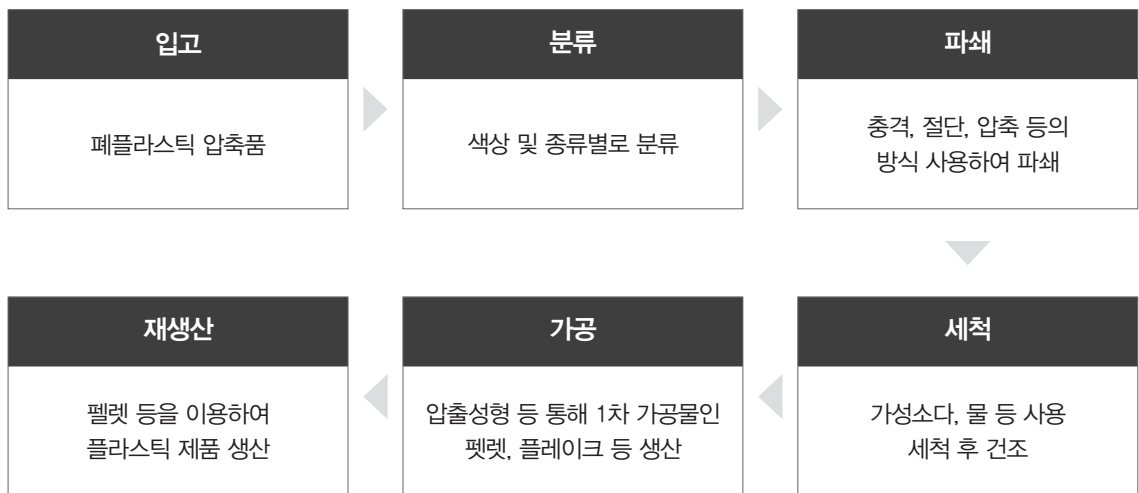 입고
폐플라스틱 압축품
분류
색상 및 종류별로 분류
파쇄
충격, 절단, 압축 등의
방식 사용하여 파쇄
세척
가성소다, 물 등 사용
세척 후 건조
가공
압출성형 등 통해 1차 가공물인
펫렛, 플레이크 등 생산
재생산
펠렛 등을 이용하여
플라스틱 제품 생산